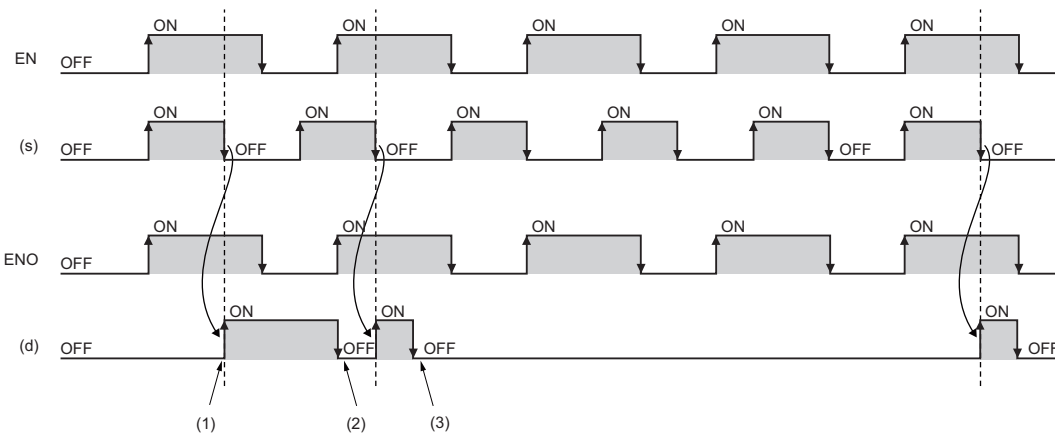 ON ON ON ON ON
EN OFF
ON ON ON ON ON ON
(s) OFF OFF OFF OFF OFF
ON ON ON ON ON
ENO OFF
ON ON ON
(d) OFF OFF OFF OFF
(1) (2) (3)